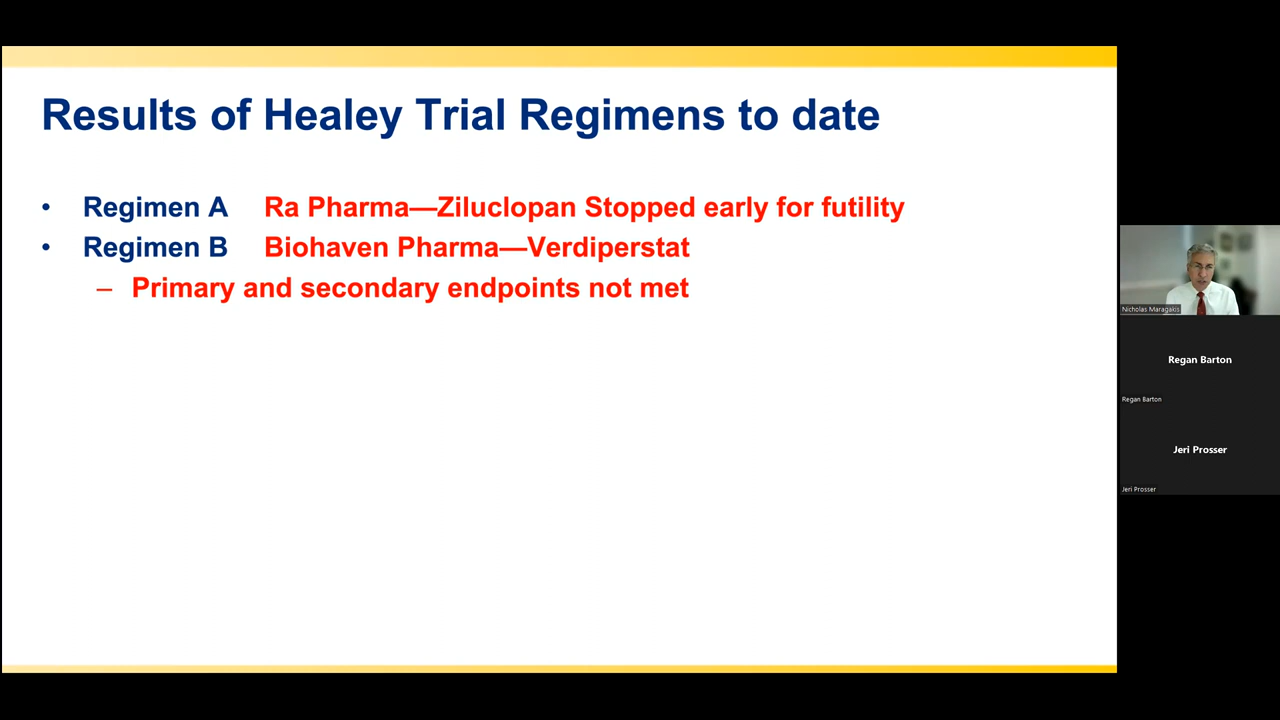 Results of Healey Trial Regimens to date
• Regimen A Ra Pharma—Ziluclopan Stopped early for futility
• Regimen B Biohaven Pharma—Verdiperstat
– Primary and secondary endpoints not met
Nicholas Maragakis
Regan Barton
Regan Barton
Jeri Prosser
Jeri Prosser